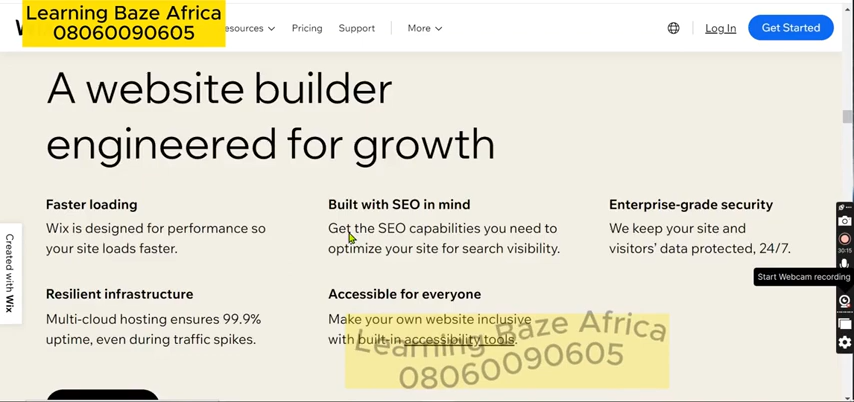 Learning Baze Africa
08060090605
Resources
Pricing
Support
More
Log In
Get Started
A website builder
engineered for growth
Faster loading
Wix is designed for performance so
your site loads faster.
Built with SEO in mind
Get the SEO capabilities you need to
optimize your site for search visibility.
Enterprise-grade security
We keep your site and
visitors' data protected, 24/7.
Resilient infrastructure
Multi-cloud hosting ensures 99.9%
uptime, even during traffic spikes.
Accessible for everyone
Make your own website inclusive
with built-in accessibility tools.
Learning Baze Africa
08060090605
Created with Wix
30:15
Start Webcam recording